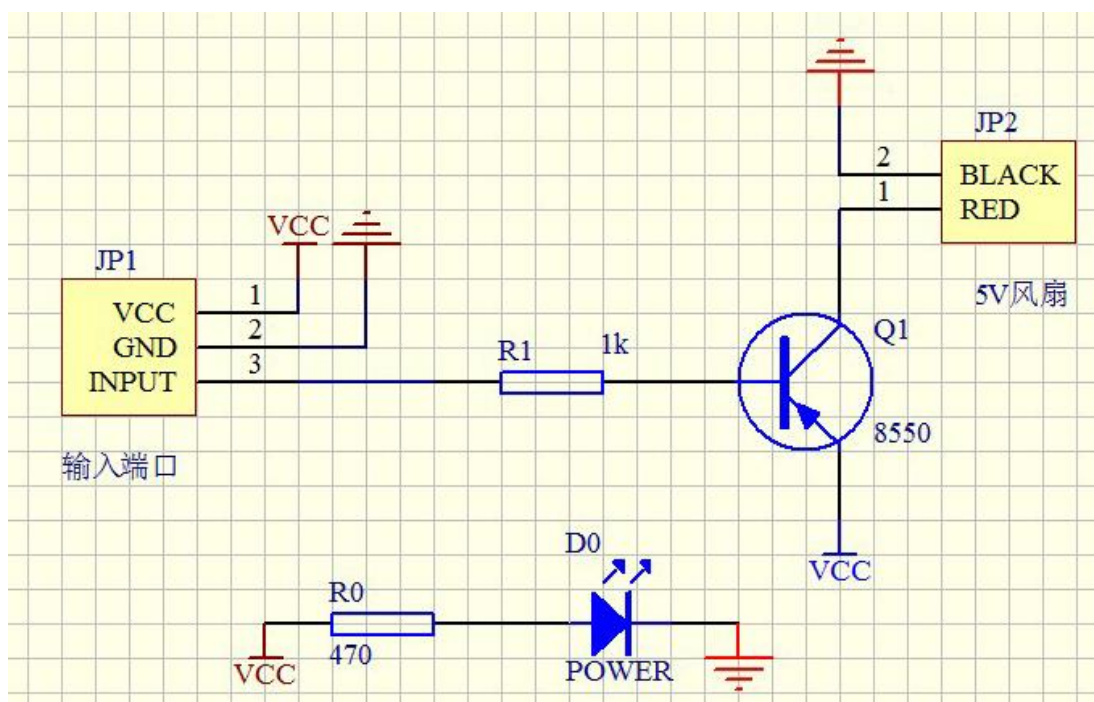 JP2
2
BLACK
1
RED
5V风扇
VCC
JP1
VCC
1
GND
2
INPUT
3
输入端口
R1
1k
Q1
8550
VCC
D0
R0
470
VCC
POWER